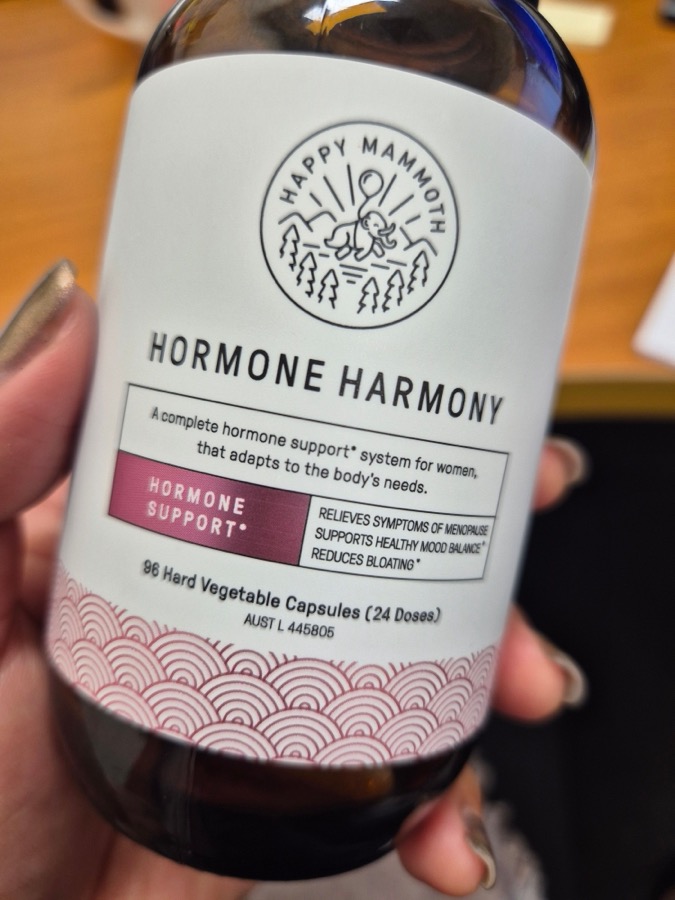 HAPPY MAMMOTH
HORMONE HARMONY
A complete hormone support* system for women,
that adapts to the body's needs.
HORMONE
SUPPORT*
RELIEVES SYMPTOMS OF MENOPAUSE
SUPPORTS HEALTHY MOOD BALANCE*
REDUCES BLOATING*
96 Hard Vegetable Capsules (24 Doses)
AUST L 445805